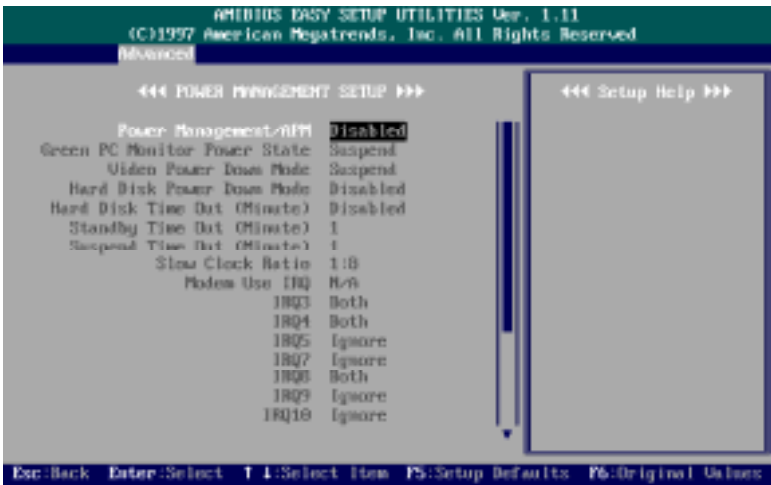 AMIBIOS EASY SETUP UTILITIES Ver. 1.11
(C)1997 American Megatrends, Inc. All Rights Reserved
Advanced
POWER MANAGEMENT SETUP
Setup Help
Power Management/APM Disabled
Green PC Monitor Power State Suspend
Video Power Down Mode Suspend
Hard Disk Power Down Mode Disabled
Hard Disk Time Out (Minute) Disabled
Standby Time Out (Minute) 1
Suspend Time Out (Minute) 1
Slow Clock Ratio 1:8
Modem Use IRQ N/A
IRQ3 Both
IRQ4 Both
IRQ5 Ignore
IRQ7 Ignore
IRQ8 Both
IRQ9 Ignore
IRQ10 Ignore
Esc:Back Enter:Select ↑ ↓:Select Item F5:Setup Defaults F6:Original Values